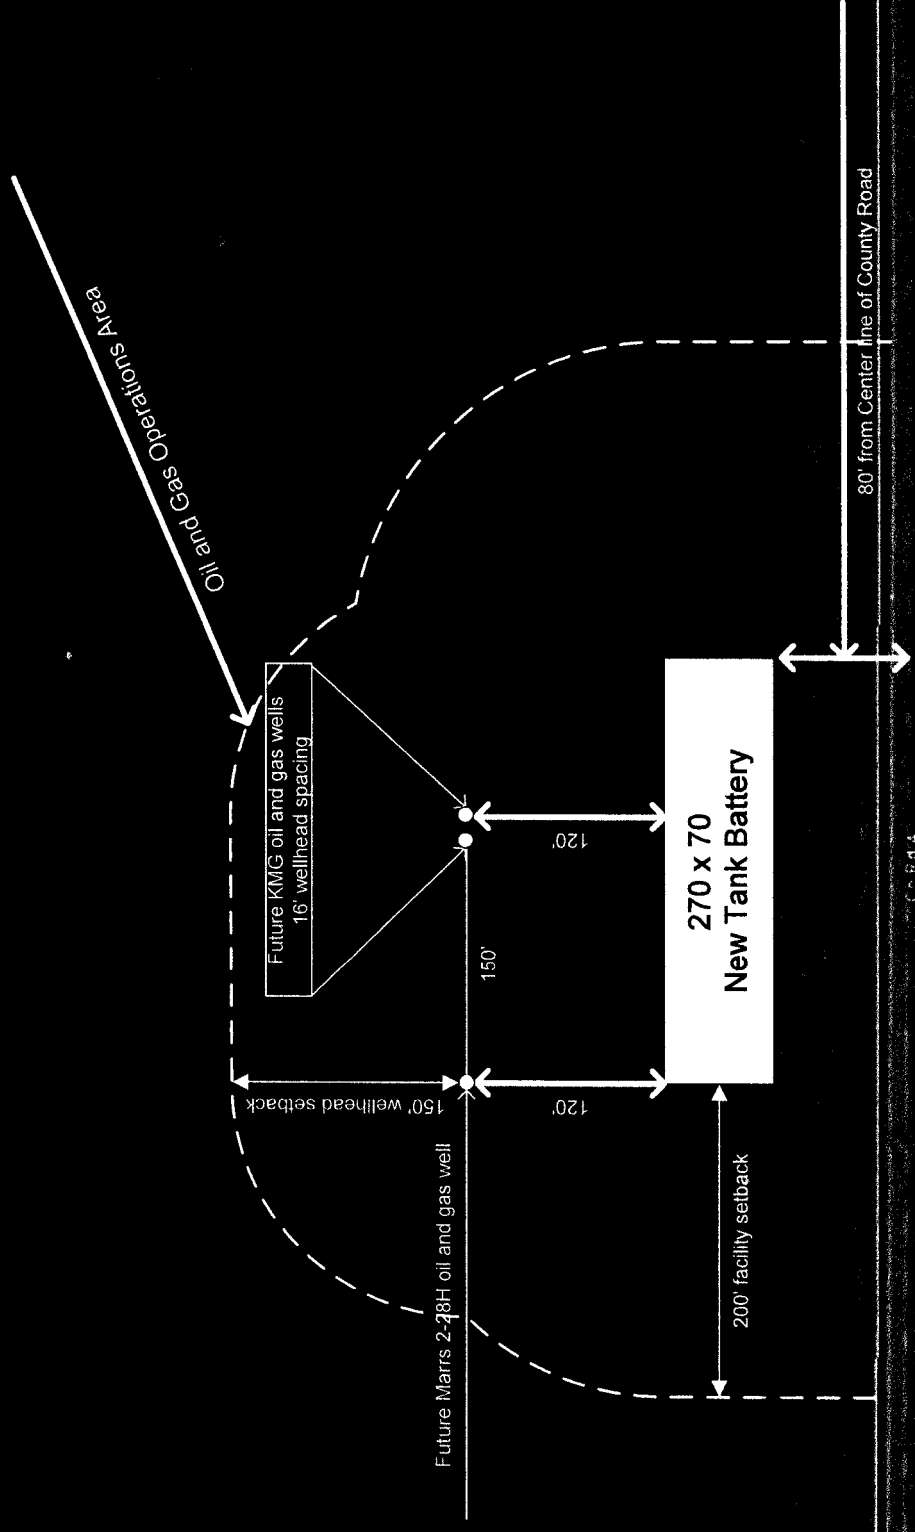 Oil and Gas Operations Area
Future KMG oil and gas wells
16' wellhead spacing
150' wellhead setback
150'
120'
120'
Future Marrs 2-28H oil and gas well
270 x 70
New Tank Battery
200' facility setback
80' from Center line of County Road